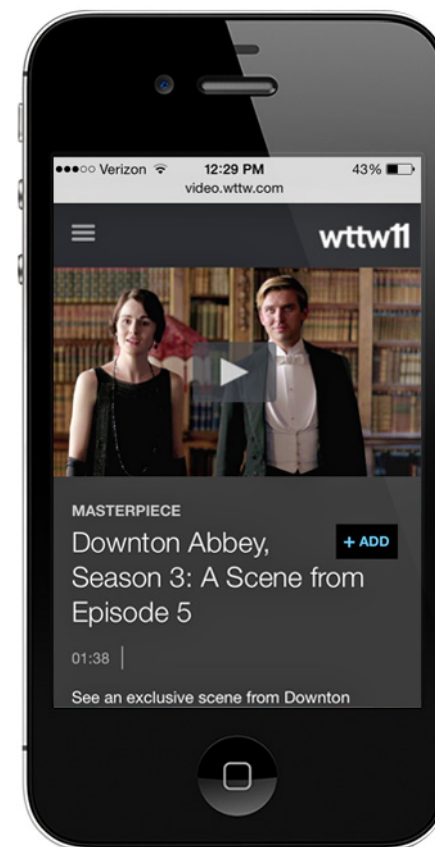 Verizon 12:29 PM 43%
video.wttw.com
wttw11
MASTERPIECE
Downton Abbey,
+ ADD
Season 3: A Scene from
Episode 5
01:38
See an exclusive scene from Downton